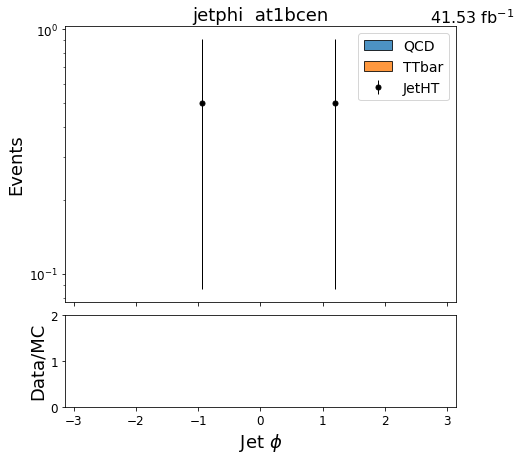 jetphi at1bcen
41.53 fb⁻¹
QCD
TTbar
JetHT
Events
10⁰
10⁻¹
Data/MC
2
1
0
−3 −2 −1 0 1 2 3
Jet ϕ